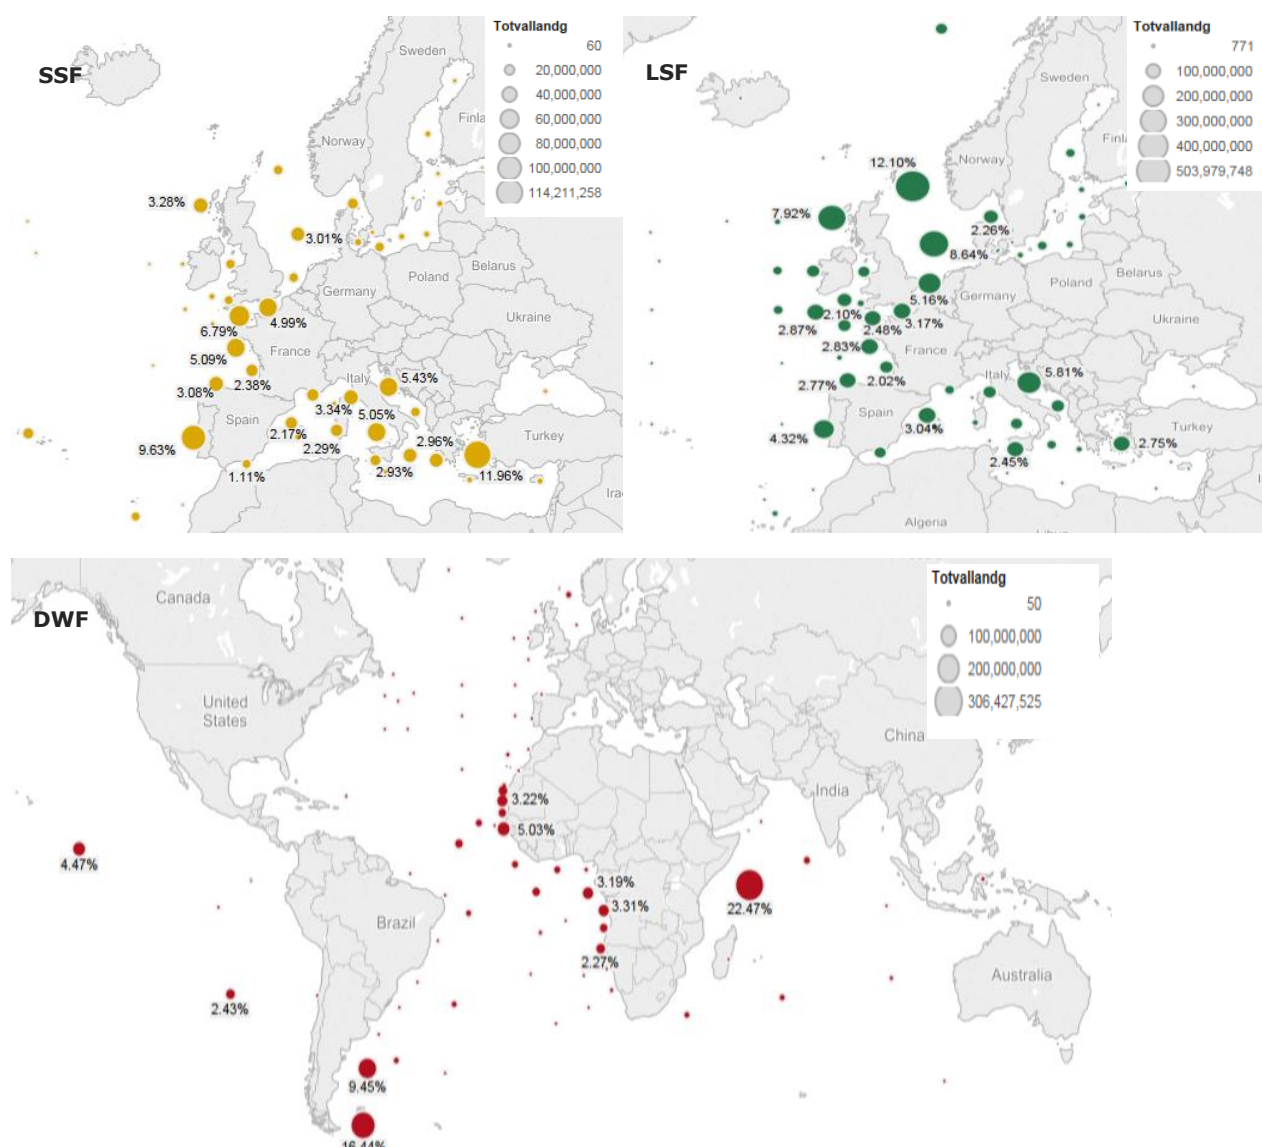 SSF
Totvallandg
60
20,000,000
40,000,000
60,000,000
80,000,000
100,000,000
114,211,258
Sweden
Norway
Poland
Belarus
Germany
Ukraine
France
Italy
Spain
Turkey
3.28%
3.01%
4.99%
6.79%
5.09%
2.38%
3.08%
5.43%
3.34%
5.05%
2.17%
2.29%
2.96%
9.63%
2.93%
11.96%
1.11%
LSF
Totvallandg
771
100,000,000
200,000,000
300,000,000
400,000,000
503,979,748
Sweden
Norway
Poland
Belarus
Germany
Ukraine
France
Italy
Spain
Turkey
Algeria
12.10%
7.92%
2.26%
8.64%
5.16%
2.10%
3.17%
2.87%
2.48%
2.83%
5.81%
2.77%
2.02%
3.04%
4.32%
2.75%
2.45%
DWF
Totvallandg
50
100,000,000
200,000,000
306,427,525
Canada
United
States
China
India
Brazil
Australia
3.22%
5.03%
4.47%
3.19%
3.31%
22.47%
2.27%
2.43%
9.45%
16.44%